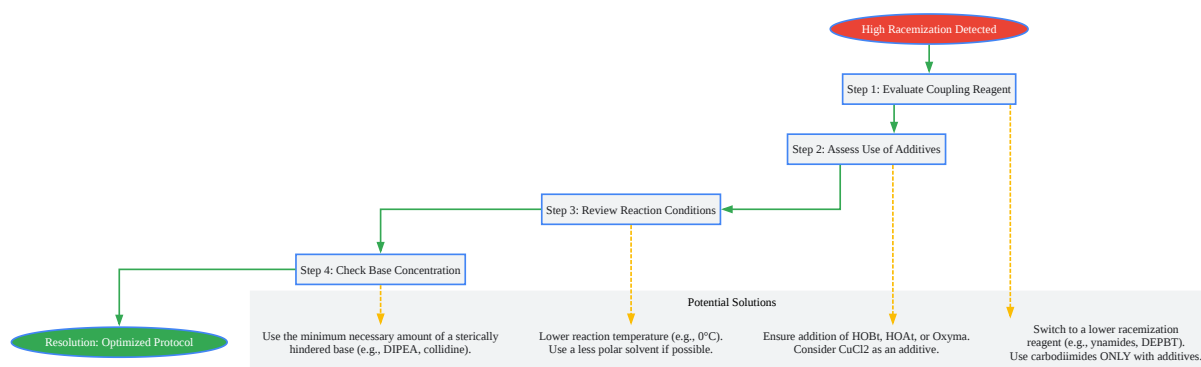 High Racemization Detected
Step 1: Evaluate Coupling Reagent
Step 2: Assess Use of Additives
Step 3: Review Reaction Conditions
Step 4: Check Base Concentration
Resolution: Optimized Protocol
Potential Solutions
Use the minimum necessary amount of a sterically
hindered base (e.g., DIPEA, collidine).
Lower reaction temperature (e.g., 0°C).
Use a less polar solvent if possible.
Ensure addition of HOBt, HOAt, or Oxyma.
Consider CuCl2 as an additive.
Switch to a lower racemization
reagent (e.g., ynamides, DEPBT).
Use carbodiimides ONLY with additives.